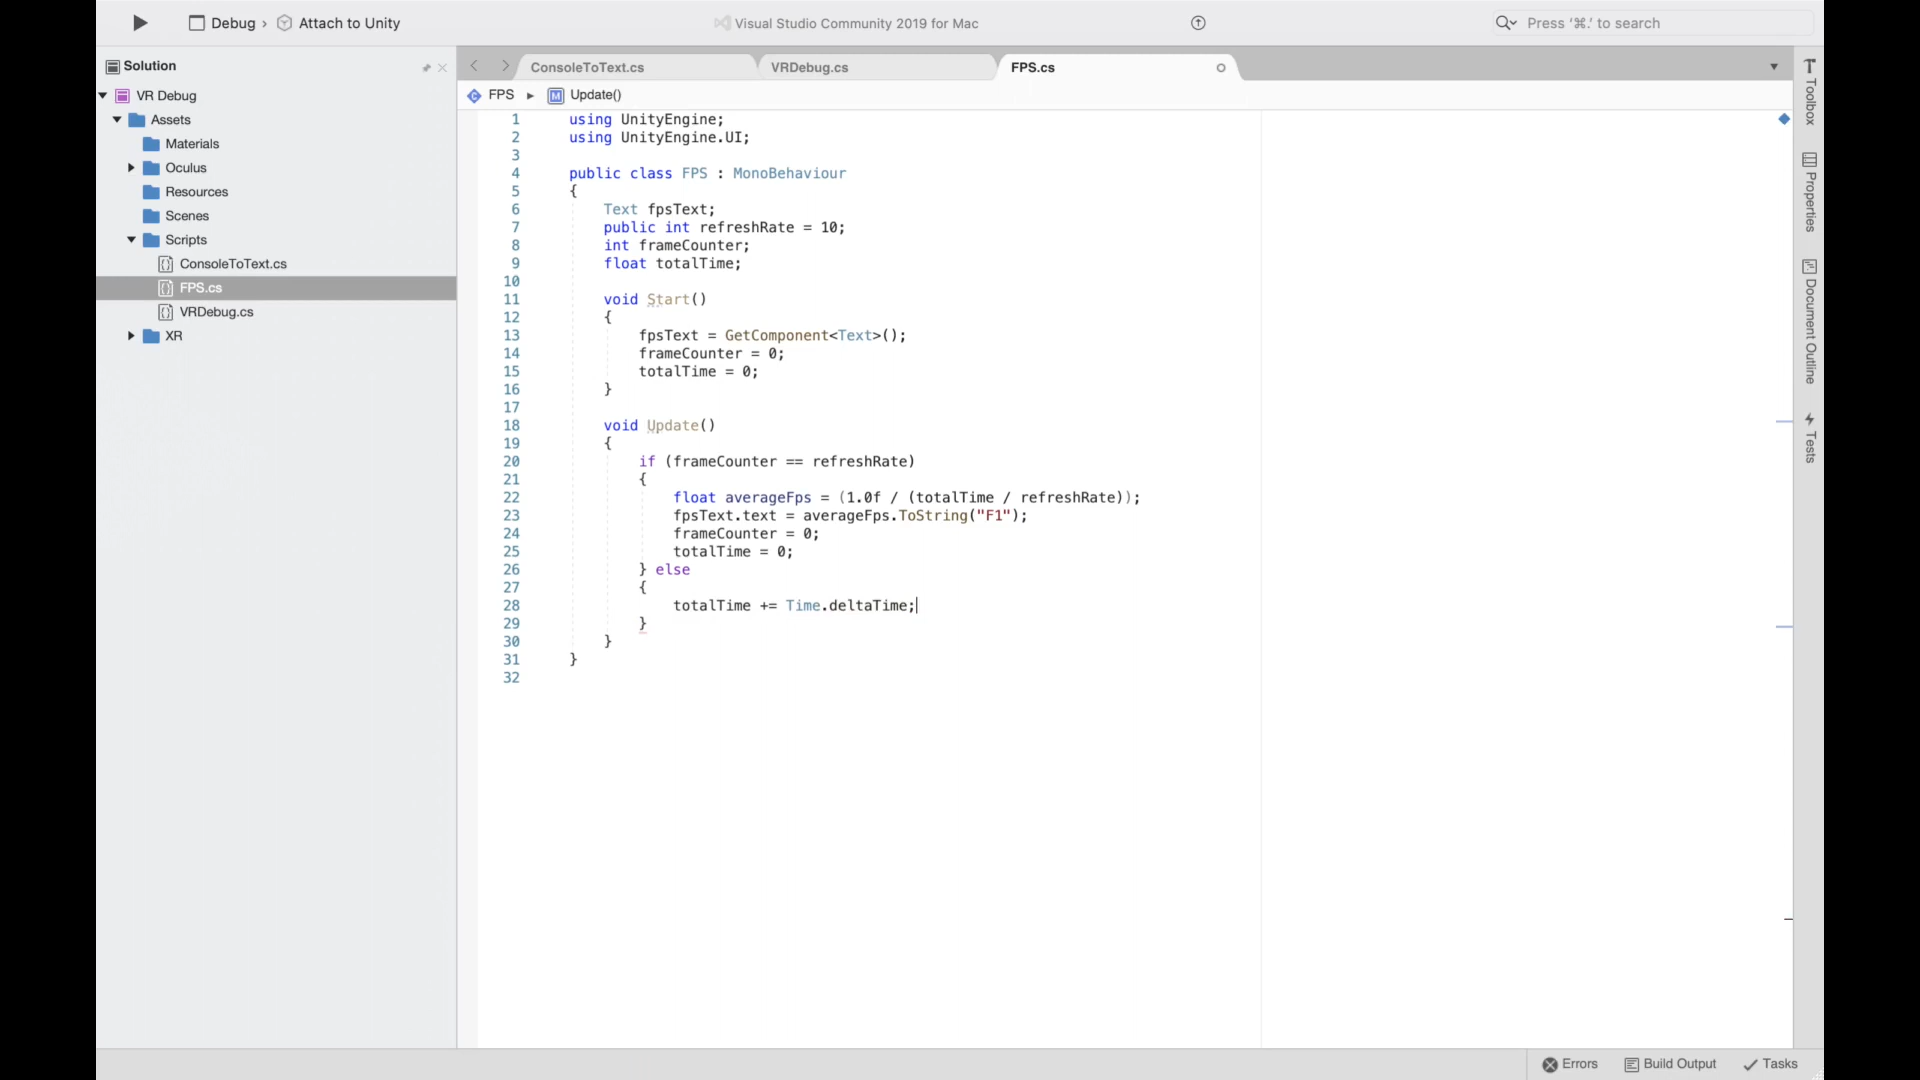 Debug › Attach to Unity
Visual Studio Community 2019 for Mac
Press ‘⌘.’ to search
Solution
VR Debug
Assets
Materials
Oculus
Resources
Scenes
Scripts
ConsoleToText.cs
FPS.cs
VRDebug.cs
XR
ConsoleToText.cs
VRDebug.cs
FPS.cs
FPS ▸ M Update()
1 using UnityEngine;
2 using UnityEngine.UI;
3
4 public class FPS : MonoBehaviour
5 {
6 Text fpsText;
7 public int refreshRate = 10;
8 int frameCounter;
9 float totalTime;
10
11 void Start()
12 {
13 fpsText = GetComponent<Text>();
14 frameCounter = 0;
15 totalTime = 0;
16 }
17
18 void Update()
19 {
20 if (frameCounter == refreshRate)
21 {
22 float averageFps = (1.0f / (totalTime / refreshRate));
23 fpsText.text = averageFps.ToString("F1");
24 frameCounter = 0;
25 totalTime = 0;
26 } else
27 {
28 totalTime += Time.deltaTime;
29 }
30 }
31 }
32
Toolbox
Properties
Document Outline
Tests
Errors
Build Output
Tasks